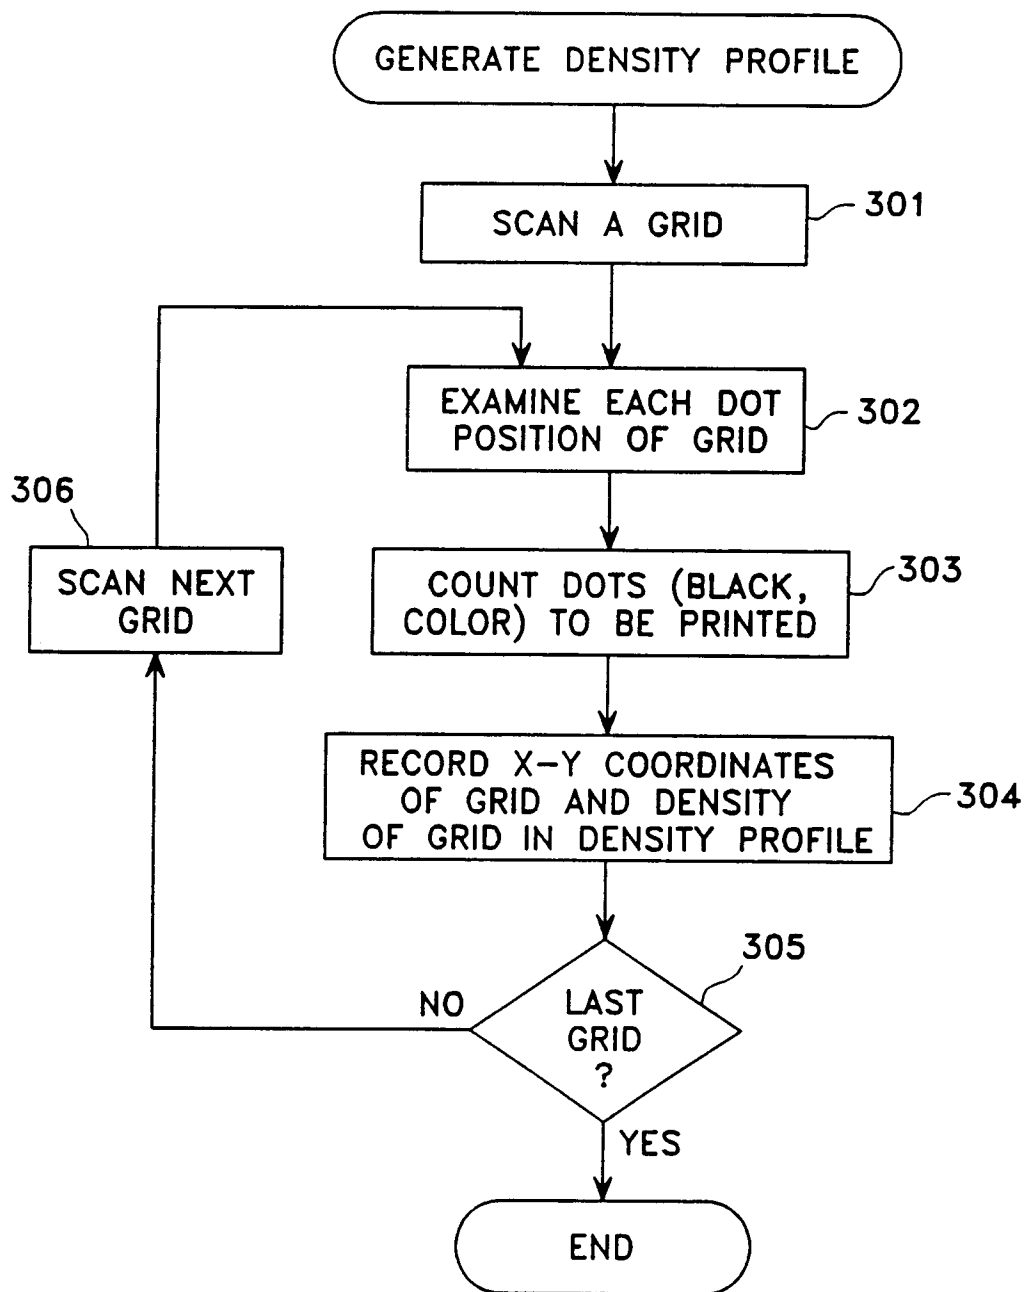 GENERATE DENSITY PROFILE
SCAN A GRID
301
EXAMINE EACH DOT
POSITION OF GRID
302
306
SCAN NEXT
GRID
COUNT DOTS (BLACK,
COLOR) TO BE PRINTED
303
RECORD X-Y COORDINATES
OF GRID AND DENSITY
OF GRID IN DENSITY PROFILE
304
305
NO
LAST
GRID
?
YES
END